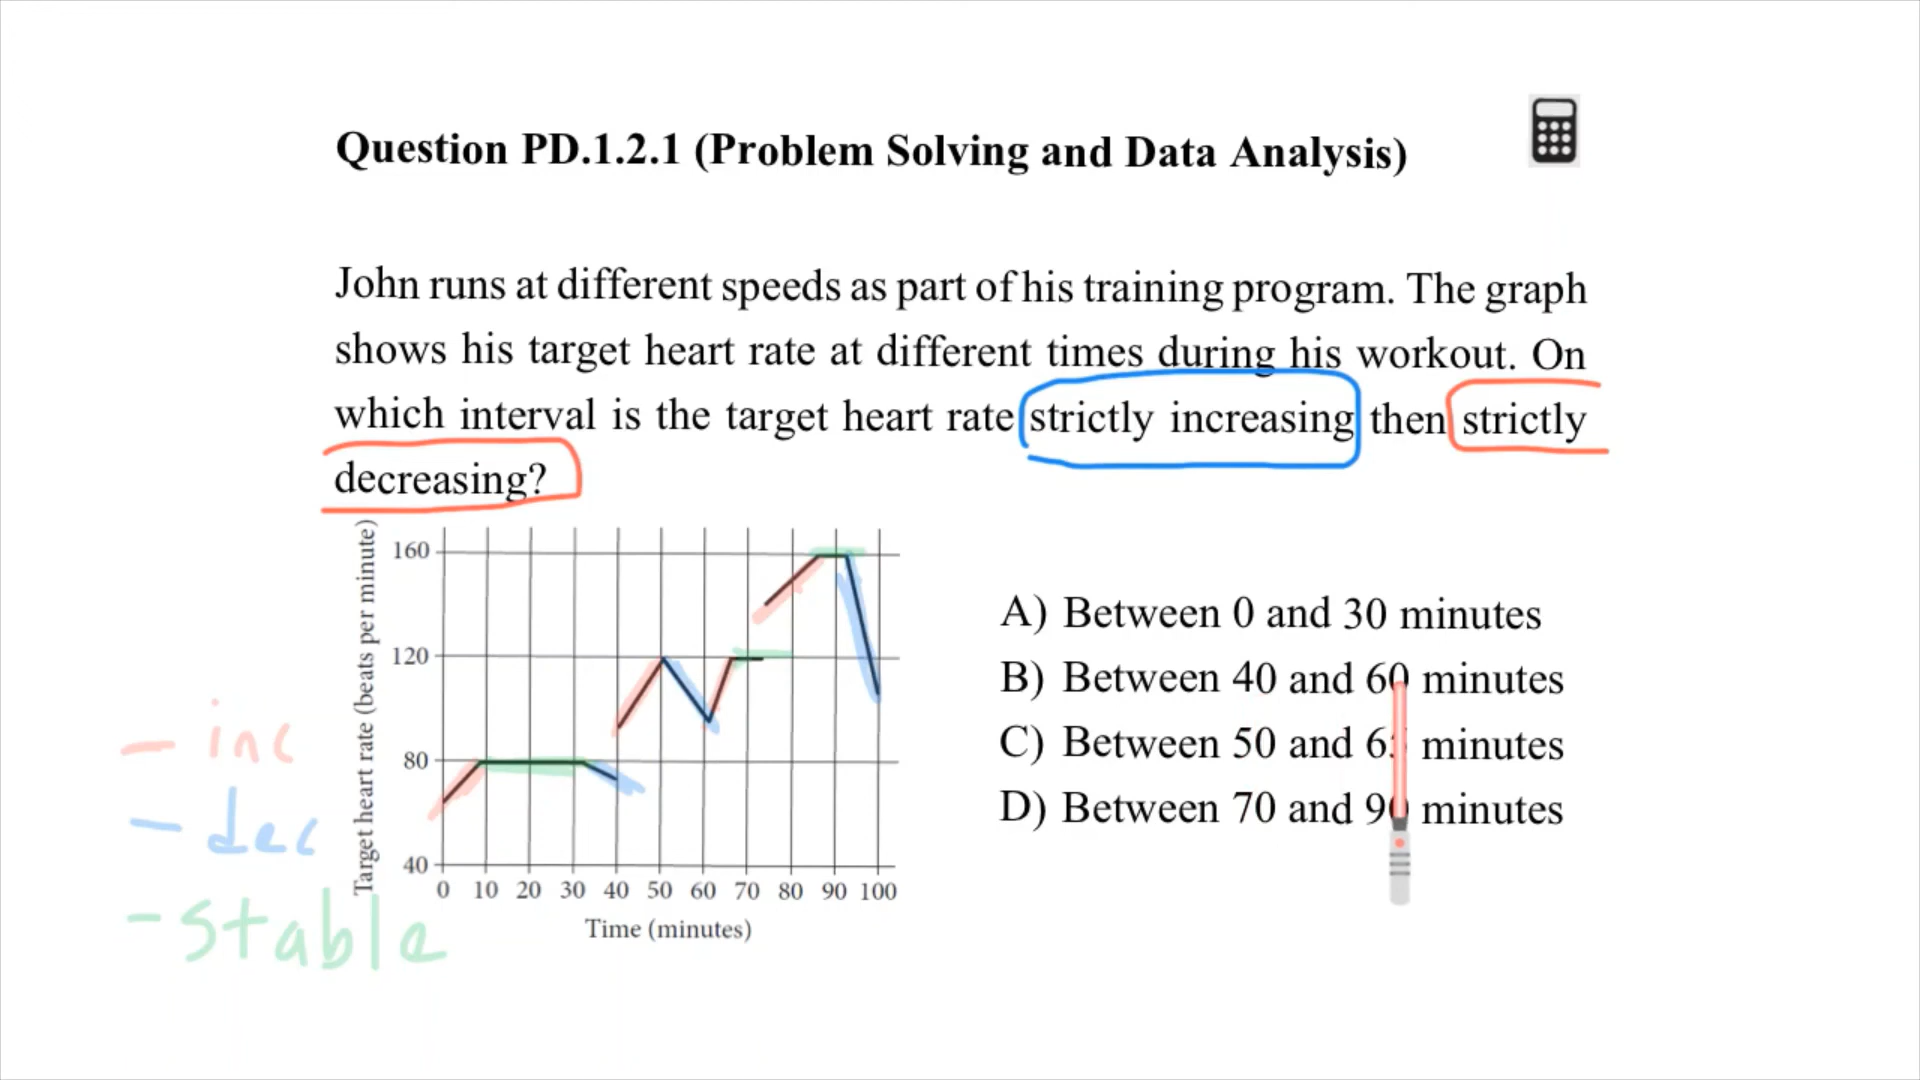 Question PD.1.2.1 (Problem Solving and Data Analysis)
John runs at different speeds as part of his training program. The graph
shows his target heart rate at different times during his workout. On
which interval is the target heart rate strictly increasing then strictly
decreasing?
Target heart rate (beats per minute)
160
120
80
40
0 10 20 30 40 50 60 70 80 90 100
Time (minutes)
- inc
- dec
- stable
A) Between 0 and 30 minutes
B) Between 40 and 60 minutes
C) Between 50 and 65 minutes
D) Between 70 and 90 minutes